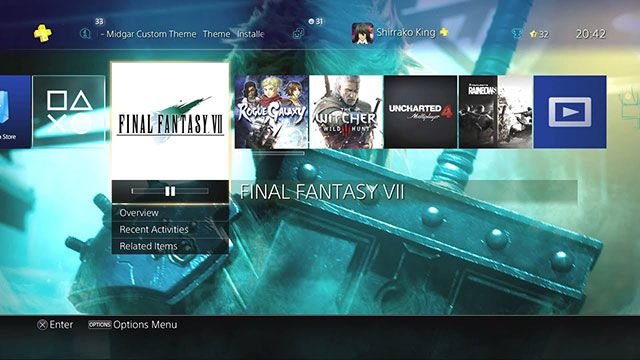 33
- Midgar Custom Theme Theme Installe
31
Shirrako King
32
20:42
Store
FINAL FANTASY VII
ROGUE GALAXY
THE
WITCHER
WILD HUNT
UNCHARTED 4
Multiplayer
RAINBOW
FINAL FANTASY VII
Overview
Recent Activities
Related Items
Enter
OPTIONS Options Menu